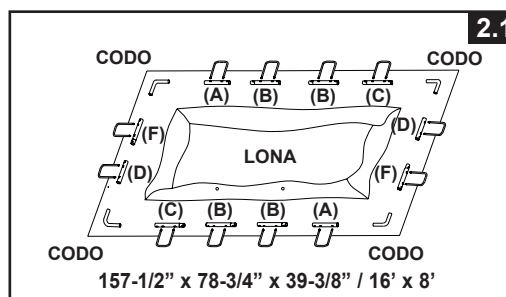 2.1
CODO CODO
(A) (B) (B) (C)
(F) (D)
LONA
(D) (F)
(C) (B) (B) (A)
CODO CODO
157-1/2” x 78-3/4” x 39-3/8” / 16’ x 8’